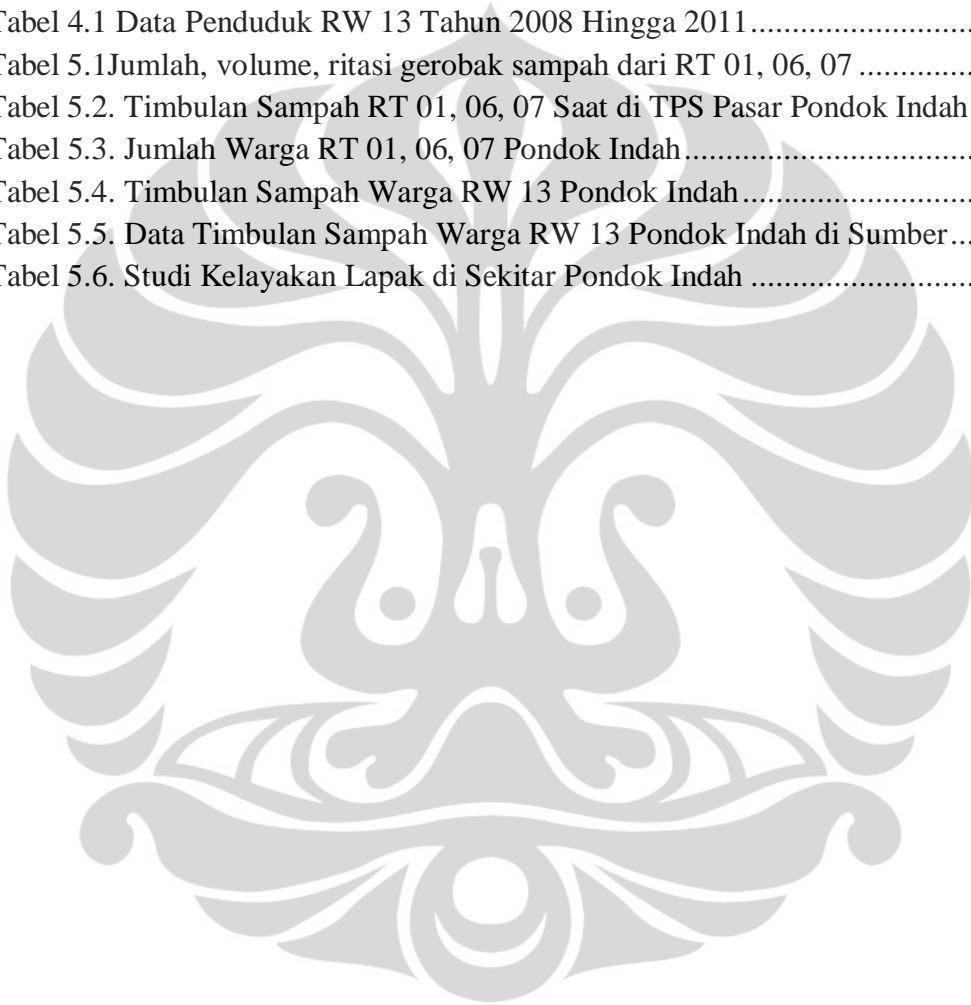 Tabel 4.1 Data Penduduk RW 13 Tahun 2008 Hingga 2011..........................
Tabel 5.1Jumlah, volume, ritasi gerobak sampah dari RT 01, 06, 07 ..............
Tabel 5.2. Timbulan Sampah RT 01, 06, 07 Saat di TPS Pasar Pondok Indah
Tabel 5.3. Jumlah Warga RT 01, 06, 07 Pondok Indah..................................
Tabel 5.4. Timbulan Sampah Warga RW 13 Pondok Indah...........................
Tabel 5.5. Data Timbulan Sampah Warga RW 13 Pondok Indah di Sumber...
Tabel 5.6. Studi Kelayakan Lapak di Sekitar Pondok Indah ..........................